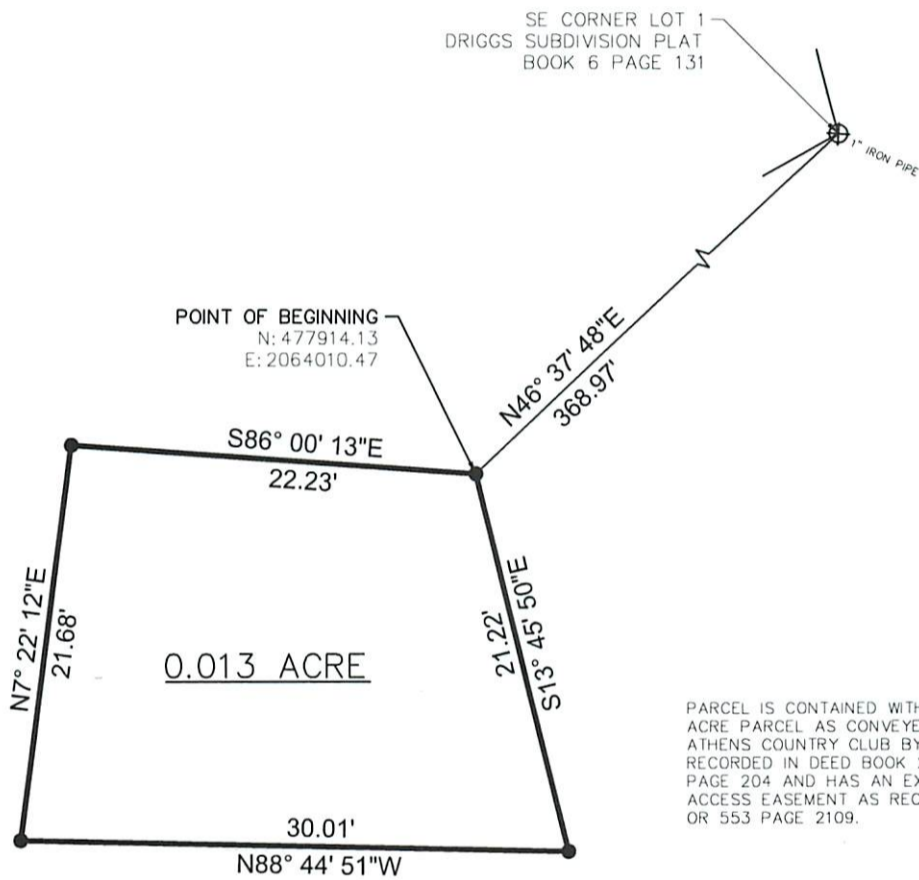 SE CORNER LOT 1
DRIGGS SUBDIVISION PLAT
BOOK 6 PAGE 131
1" IRON PIPE
POINT OF BEGINNING
N: 477914.13
E: 2064010.47
N46° 37' 48"E
368.97'
S86° 00' 13"E
22.23'
N7° 22' 12"E
21.68'
21.22'
S13° 45' 50"E
0.013 ACRE
30.01'
N88° 44' 51"W
PARCEL IS CONTAINED WITH
ACRE PARCEL AS CONVEYE
ATHENS COUNTRY CLUB BY
RECORDED IN DEED BOOK
PAGE 204 AND HAS AN EX
ACCESS EASEMENT AS REC
OR 553 PAGE 2109.